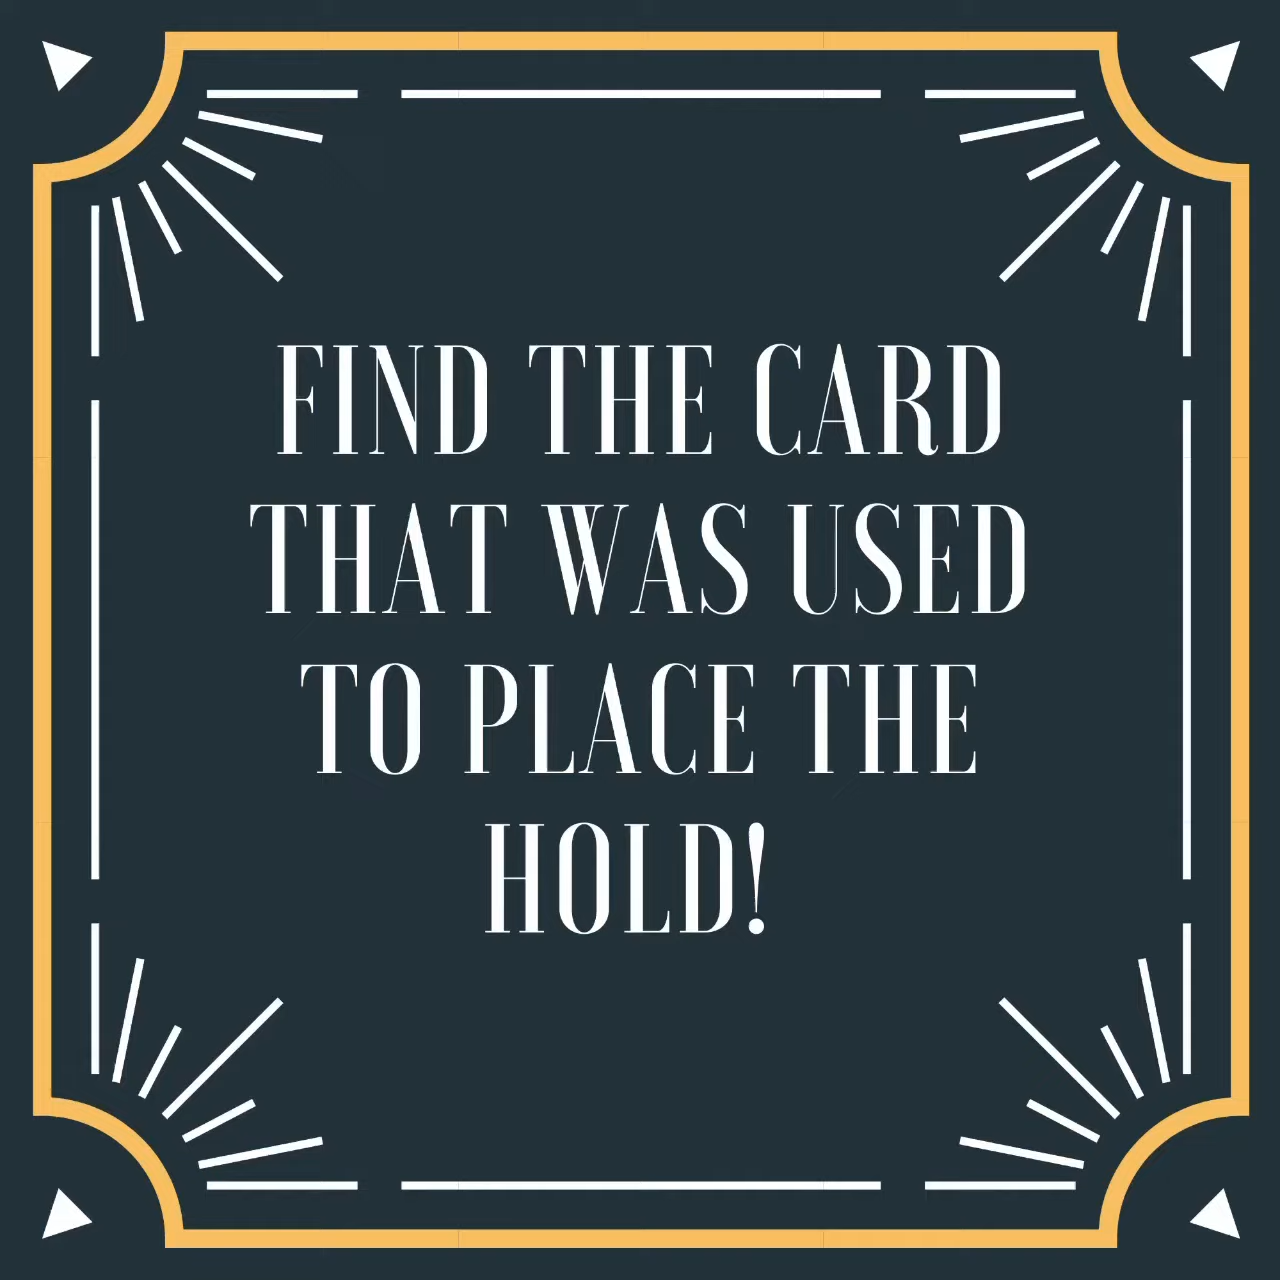 FIND THE CARD
THAT WAS USED
TO PLACE THE
HOLD!